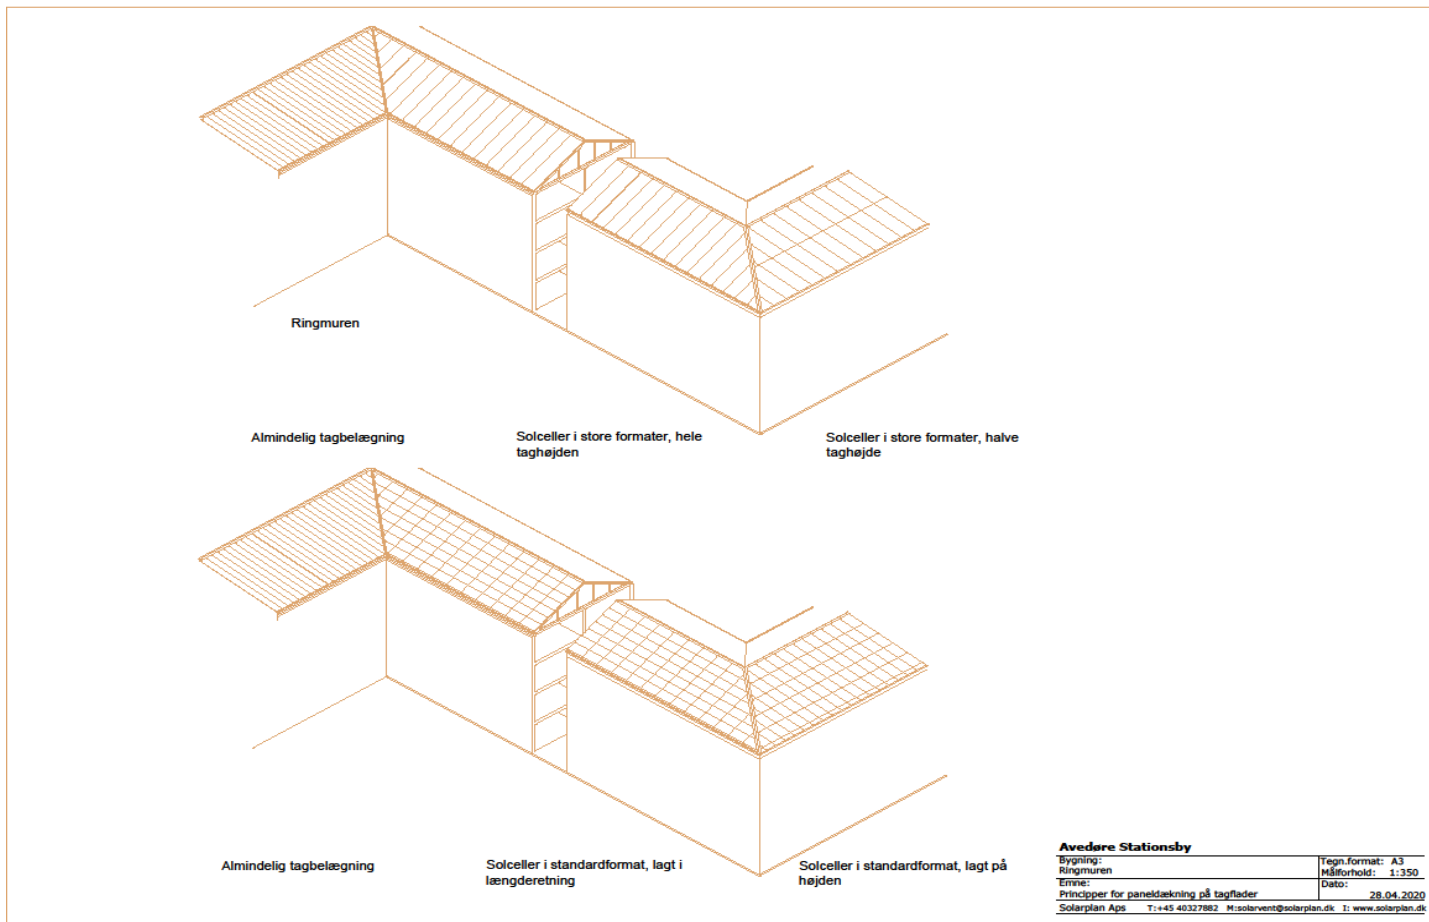 Ringmuren
Almindelig tagbelægning
Solceller i store formater, hele
taghøjden
Solceller i store formater, halve
taghøjde
Almindelig tagbelægning
Solceller i standardformat, lagt i
længderetning
Solceller i standardformat, lagt på
højden
Avedøre Stationsby
Bygning:
Ringmuren
Tegn.format: A3
Målforhold: 1:350
Emne:
Principper for paneldækning på tagflader
Dato:
28.04.2020
Solarplan Aps T:+45 40327882 M:solarvent@solarplan.dk I: www.solarplan.dk